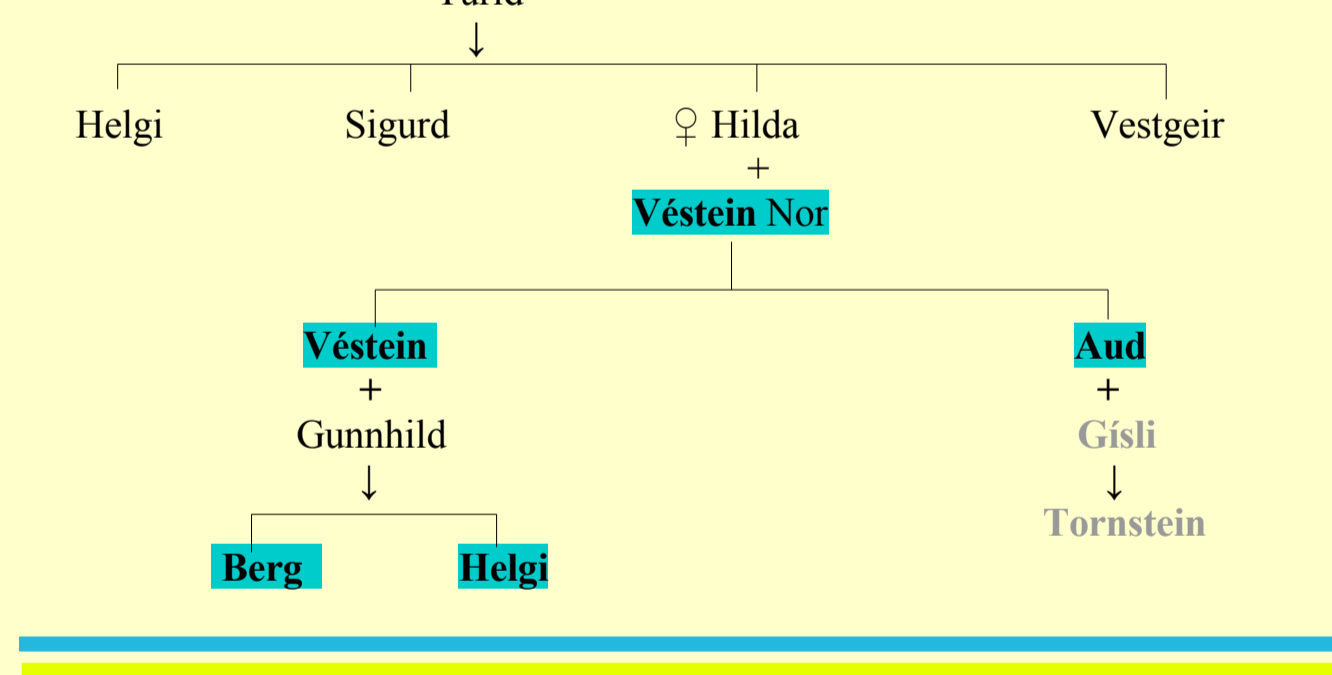 ↓
Helgi Sigurd ♀ Hilda Vestgeir
+
Véstein Nor
Véstein Aud
+ +
Gunnhild Gísli
↓ ↓
Tornstein
Berg Helgi